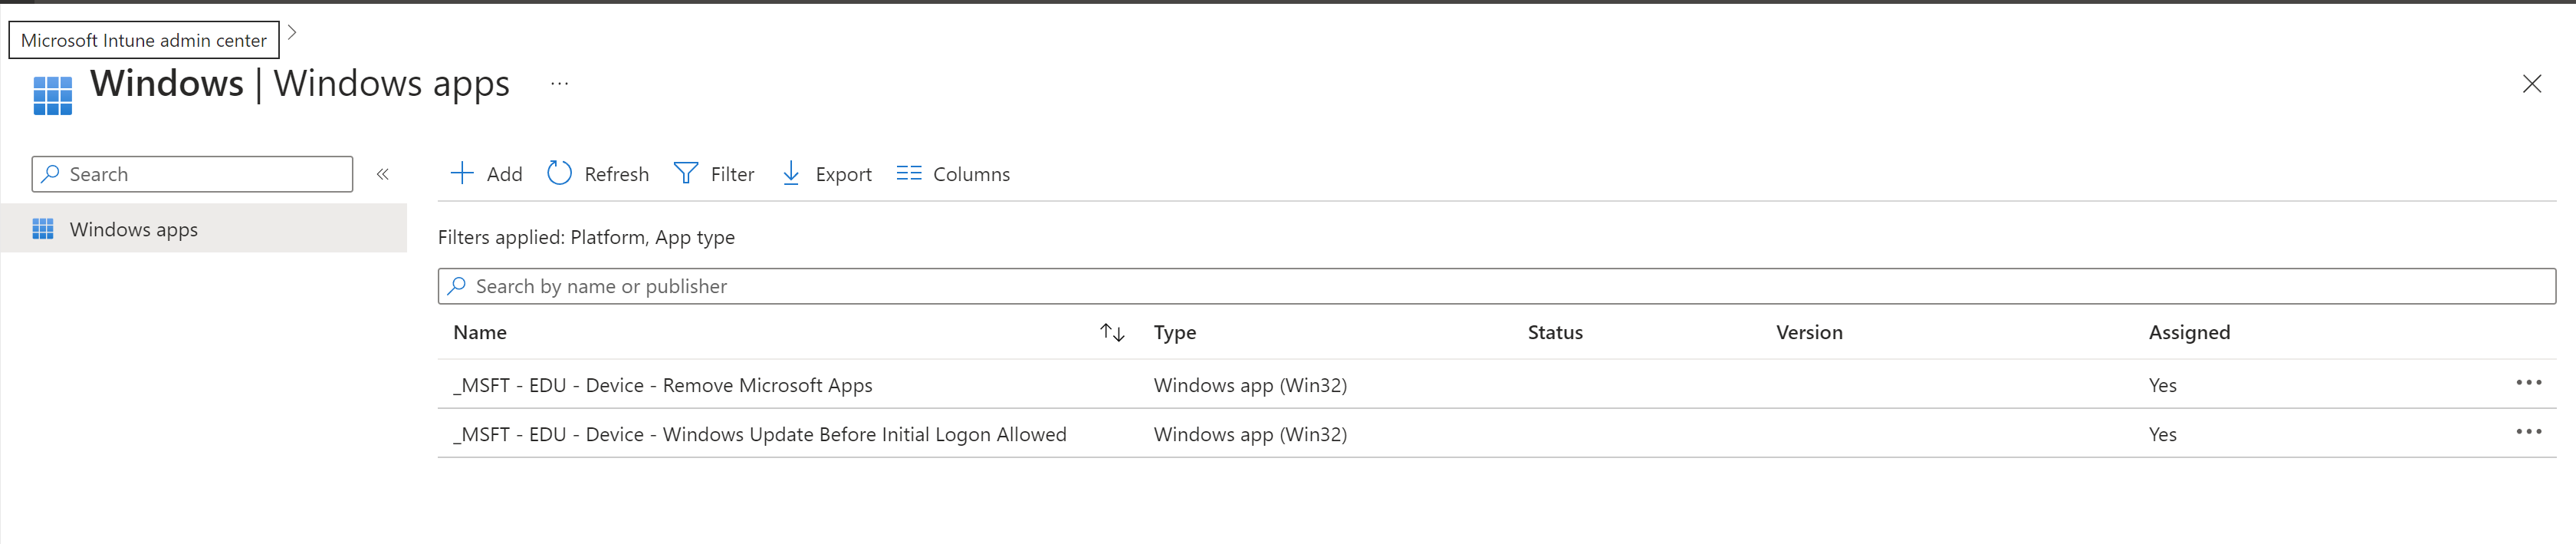 Microsoft Intune admin center
Windows | Windows apps ...
Search «
Windows apps
Add Refresh Filter Export Columns
Filters applied: Platform, App type
Search by name or publisher
Name Type Status Version Assigned
_MSFT - EDU - Device - Remove Microsoft Apps Windows app (Win32) Yes
_MSFT - EDU - Device - Windows Update Before Initial Logon Allowed Windows app (Win32) Yes